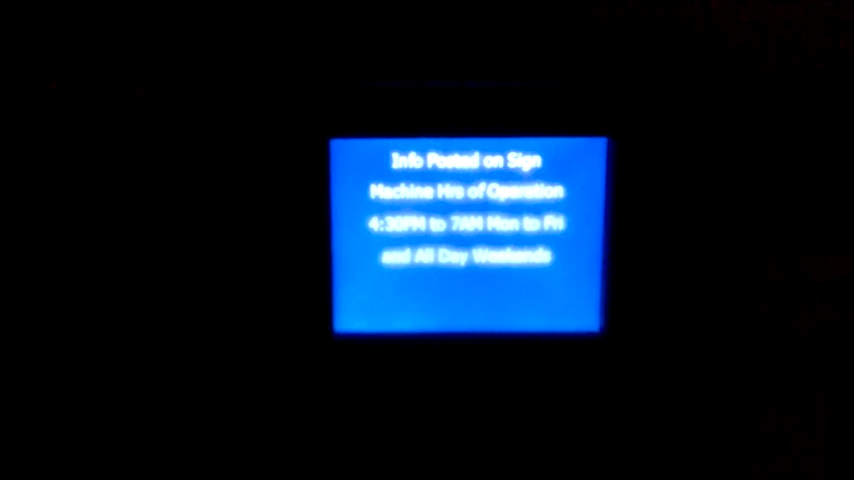 Info Posted on Sign
Machine Hrs of Operation
4:30PM to 7AM Mon to Fri
and All Day Weekends